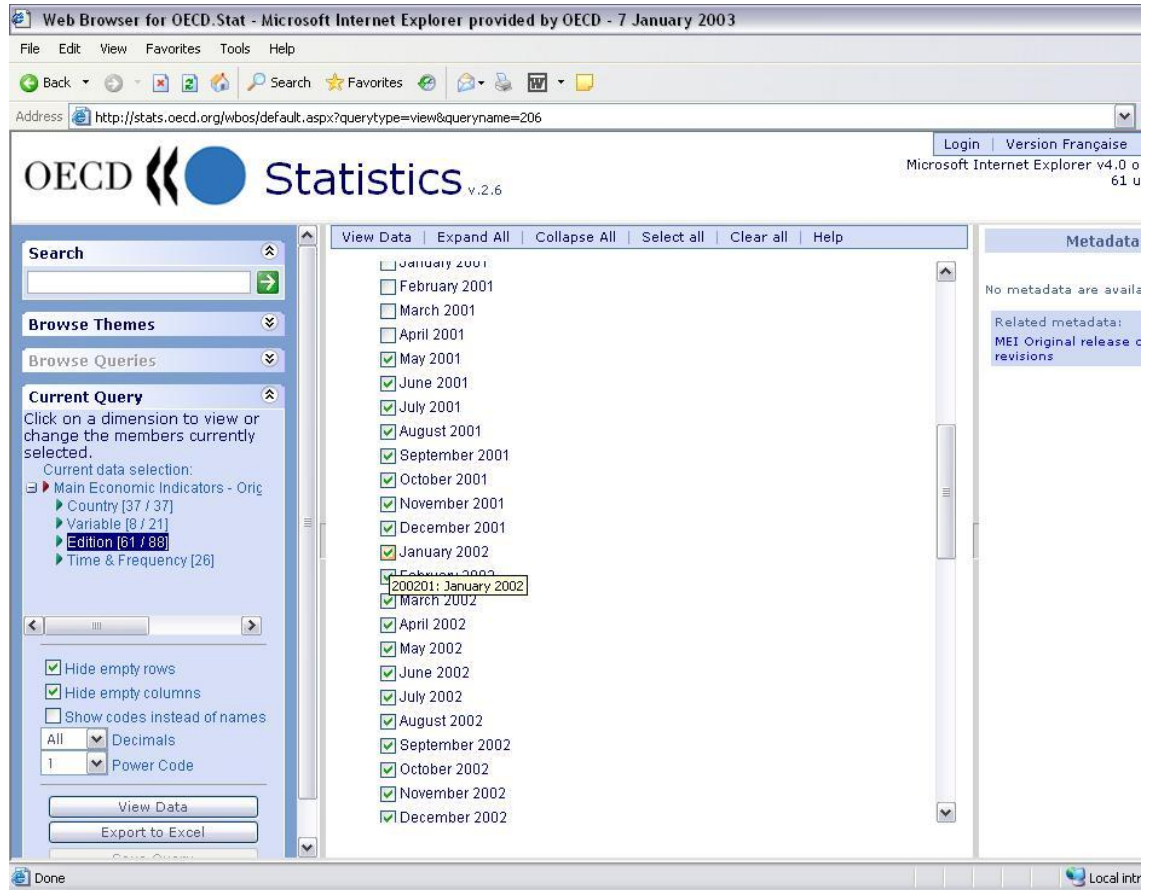 Web Browser for OECD.Stat - Microsoft Internet Explorer provided by OECD - 7 January 2003
File Edit View Favorites Tools Help
Back Search Favorites
Address http://stats.oecd.org/wbos/default.aspx?querytype=view&queryname=206
Login | Version Française
OECD Statistics v.2.6
Microsoft Internet Explorer v4.0 o
61 u
View Data | Expand All | Collapse All | Select all | Clear all | Help
Search
Browse Themes
Browse Queries
Current Query
Click on a dimension to view or
change the members currently
selected.
Current data selection:
Main Economic Indicators - Orig
Country [37 / 37]
Variable [8 / 21]
Edition [61 / 88]
Time & Frequency [26]
Hide empty rows
Hide empty columns
Show codes instead of names
All Decimals
1 Power Code
View Data
Export to Excel
Save Query
January 2001
February 2001
March 2001
April 2001
May 2001
June 2001
July 2001
August 2001
September 2001
October 2001
November 2001
December 2001
January 2002
February 2002
200201: January 2002
March 2002
April 2002
May 2002
June 2002
July 2002
August 2002
September 2002
October 2002
November 2002
December 2002
Metadata
No metadata are availa
Related metadata:
MEI Original release d
revisions
Done
Local intr